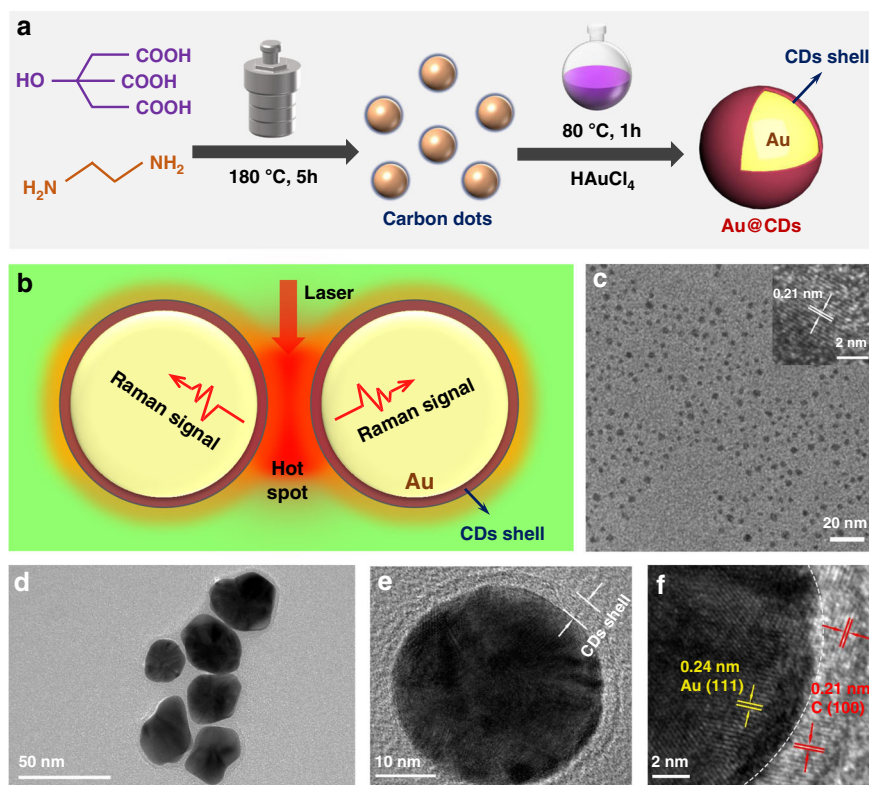 a
COOH
HO
COOH
COOH
H₂N
NH₂
180 °C, 5h
Carbon dots
80 °C, 1h
HAuCl₄
CDs shell
Au
Au@CDs
b
Laser
Raman signal
Raman signal
Hot
spot
Au
CDs shell
c
0.21 nm
2 nm
20 nm
d
50 nm
e
CDs shell
10 nm
f
0.24 nm
Au (111)
0.21 nm
C (100)
2 nm